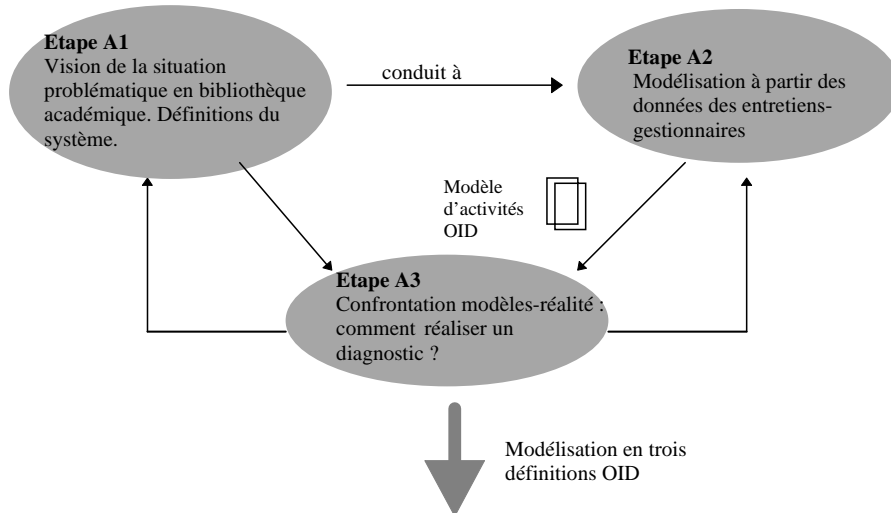 Etape A1
Vision de la situation
problématique en bibliothèque
académique. Définitions du
système.
conduit à
Etape A2
Modélisation à partir des
données des entretiens-
gestionnaires
Modèle
d’activités
OID
Etape A3
Confrontation modèles-réalité :
comment réaliser un
diagnostic ?
Modélisation en trois
définitions OID